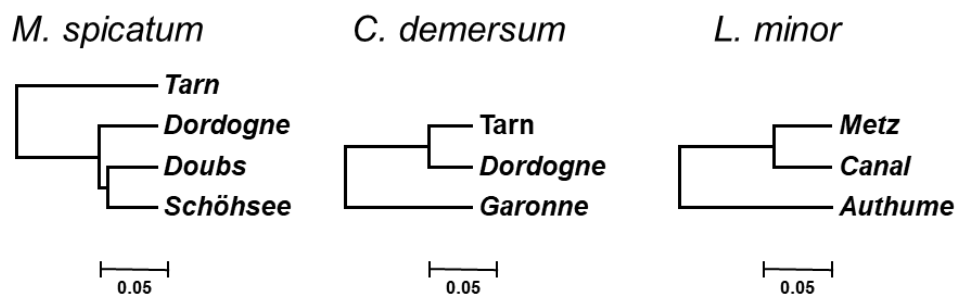 M. spicatum
Tarn
Dordogne
Doubs
Schöhsee
0.05
C. demersum
Tarn
Dordogne
Garonne
0.05
L. minor
Metz
Canal
Authume
0.05